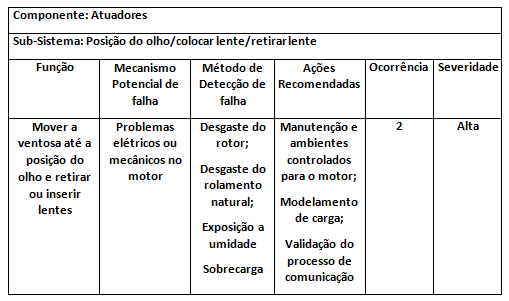 Componente: Atuadores
Sub-Sistema: Posição do olho/colocar lente/retirar lente
Função
Mecanismo
Potencial de
falha
Método de
Detecção de
falha
Ações
Recomendadas
Ocorrência
Severidade
Mover a
ventosa até a
posição do
olho e retirar
ou inserir
lentes
Problemas
elétricos ou
mecânicos no
motor
Desgaste do
rotor;
Desgaste do
rolamento
natural;
Exposição a
umidade
Sobrecarga
Manutenção e
ambientes
controlados
para o motor;
Modelamento
de carga;
Validação do
processo de
comunicação
2
Alta